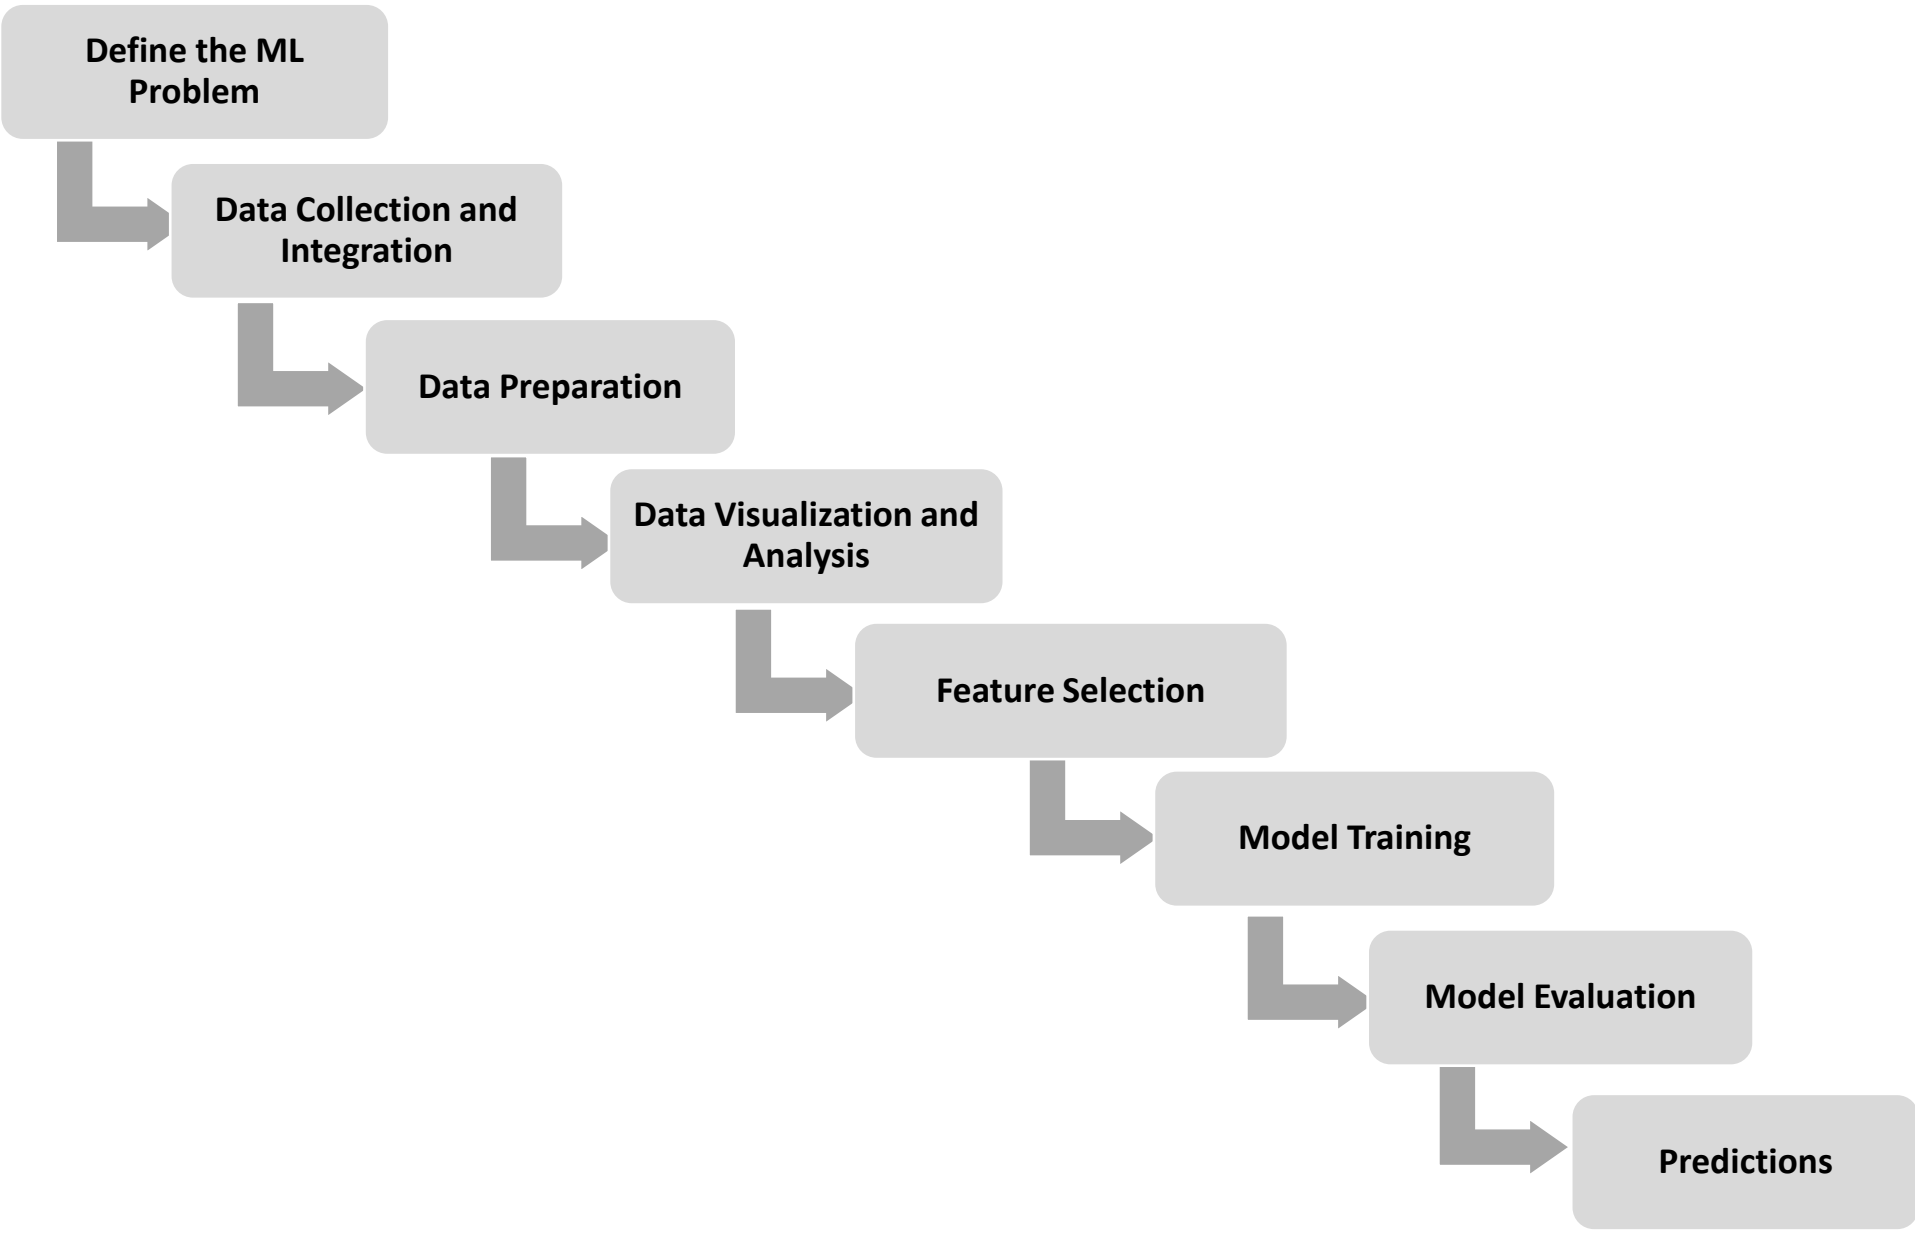 Define the ML
Problem
Data Collection and
Integration
Data Preparation
Data Visualization and
Analysis
Feature Selection
Model Training
Model Evaluation
Predictions